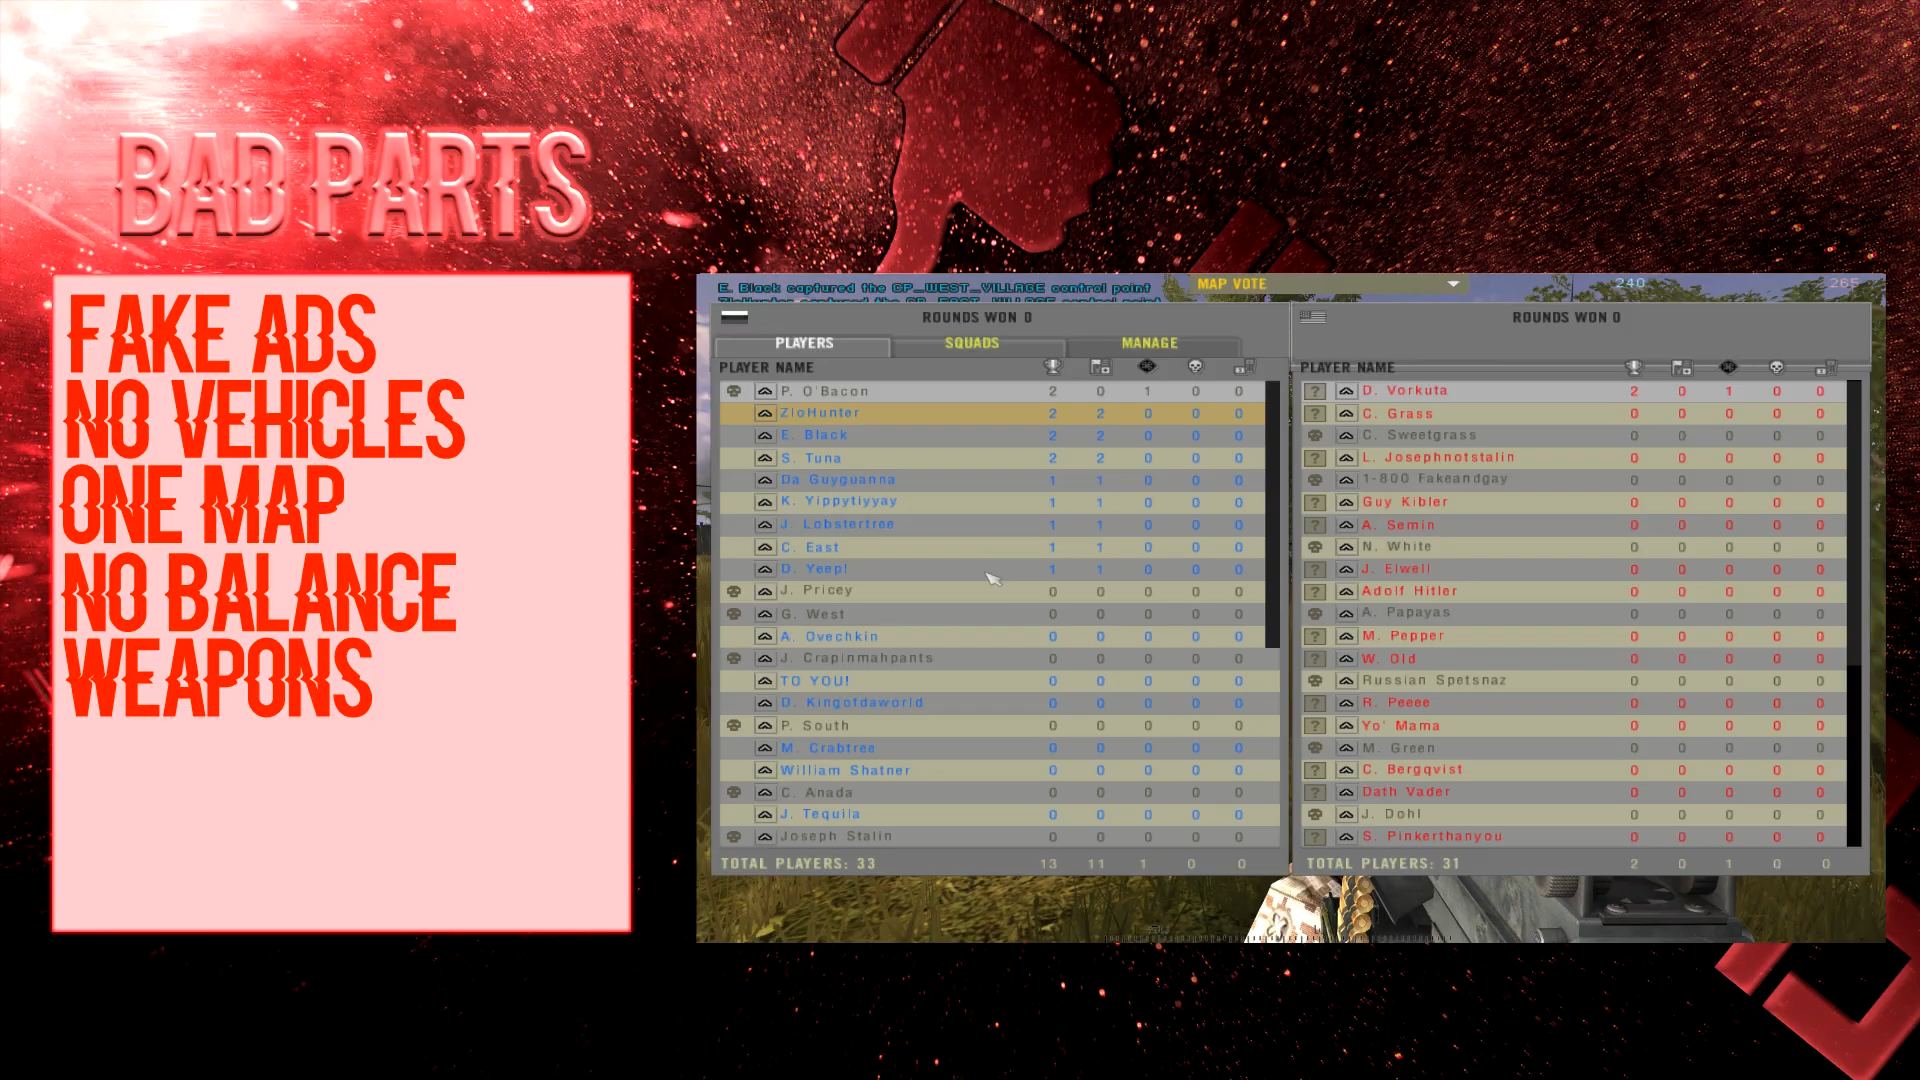 BAD PARTS
FAKE ADS
NO VEHICLES
ONE MAP
NO BALANCE
WEAPONS
E. Black captured the CP_WEST_VILLAGE control point
ZloHunter captured the CP_EAST_VILLAGE control point
MAP VOTE
240
265
ROUNDS WON 0
PLAYERS SQUADS MANAGE
PLAYER NAME
P. O'Bacon 2 0 1 0 0
ZloHunter 2 2 0 0 0
E. Black 2 2 0 0 0
S. Tuna 2 2 0 0 0
Da Guyguanna 1 1 0 0 0
K. Yippytiyyay 1 1 0 0 0
J. Lobstertree 1 1 0 0 0
C. East 1 1 0 0 0
D. Yeep! 1 1 0 0 0
J. Pricey 0 0 0 0 0
G. West 0 0 0 0 0
A. Ovechkin 0 0 0 0 0
J. Crapinmahpants 0 0 0 0 0
TO YOU! 0 0 0 0 0
D. Kingofdaworld 0 0 0 0 0
P. South 0 0 0 0 0
M. Crabtree 0 0 0 0 0
William Shatner 0 0 0 0 0
C. Anada 0 0 0 0 0
J. Tequila 0 0 0 0 0
Joseph Stalin 0 0 0 0 0
TOTAL PLAYERS: 33 13 11 1 0 0
ROUNDS WON 0
PLAYER NAME
? D. Vorkuta 2 0 1 0 0
? C. Grass 0 0 0 0 0
C. Sweetgrass 0 0 0 0 0
? L. Josephnotstalin 0 0 0 0 0
1-800 Fakeandgay 0 0 0 0 0
? Guy Kibler 0 0 0 0 0
? A. Semin 0 0 0 0 0
N. White 0 0 0 0 0
? J. Elwell 0 0 0 0 0
? Adolf Hitler 0 0 0 0 0
A. Papayas 0 0 0 0 0
? M. Pepper 0 0 0 0 0
? W. Old 0 0 0 0 0
Russian Spetsnaz 0 0 0 0 0
? R. Peeee 0 0 0 0 0
? Yo' Mama 0 0 0 0 0
M. Green 0 0 0 0 0
? C. Bergqvist 0 0 0 0 0
? Dath Vader 0 0 0 0 0
J. Dohl 0 0 0 0 0
? S. Pinkerthanyou 0 0 0 0 0
TOTAL PLAYERS: 31 2 0 1 0 0